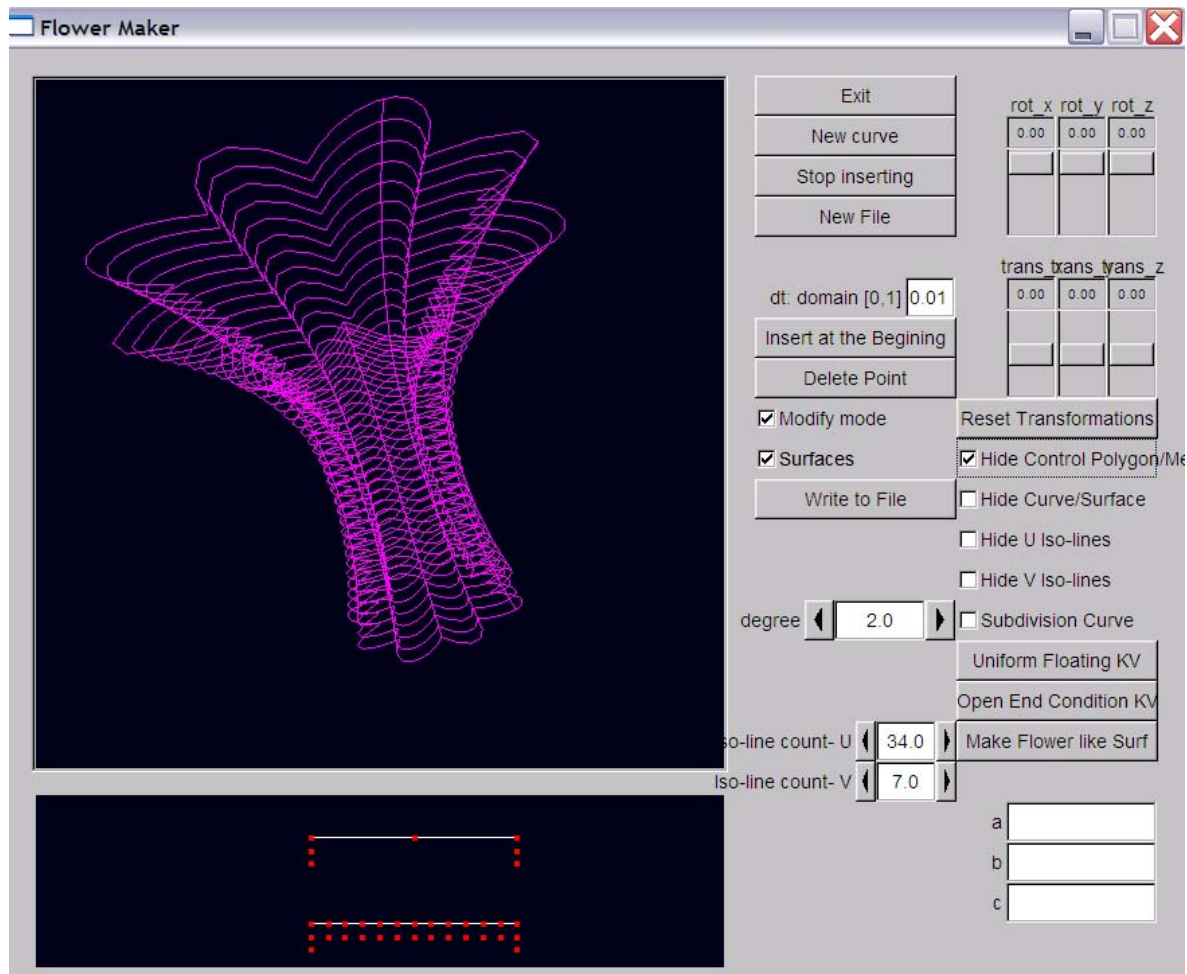 Flower Maker
Exit
New curve
Stop inserting
New File
rot_x rot_y rot_z
0.00 0.00 0.00
trans_z
0.00 0.00 0.00
dt: domain [0,1] 0.01
Insert at the Begining
Delete Point
Modify mode
Reset Transformations
Surfaces
Hide Control Polygon/Me
Write to File
Hide Curve/Surface
Hide U Iso-lines
Hide V Iso-lines
degree 2.0
Subdivision Curve
Uniform Floating KV
Open End Condition KV
so-line count- U 34.0
Make Flower like Surf
Iso-line count- V 7.0
a
b
c